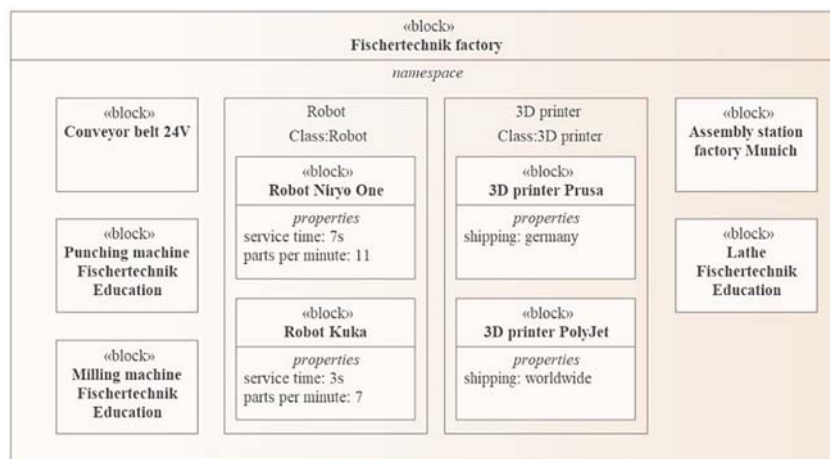 «block»
Fischertechnik factory
namespace
«block»
Conveyor belt 24V
«block»
Punching machine
Fischertechnik
Education
«block»
Milling machine
Fischertechnik
Education
Robot
Class:Robot
«block»
Robot Niryo One
properties
service time: 7s
parts per minute: 11
«block»
Robot Kuka
properties
service time: 3s
parts per minute: 7
3D printer
Class:3D printer
«block»
3D printer Prusa
properties
shipping: germany
«block»
3D printer PolyJet
properties
shipping: worldwide
«block»
Assembly station
factory Munich
«block»
Lathe
Fischertechnik
Education